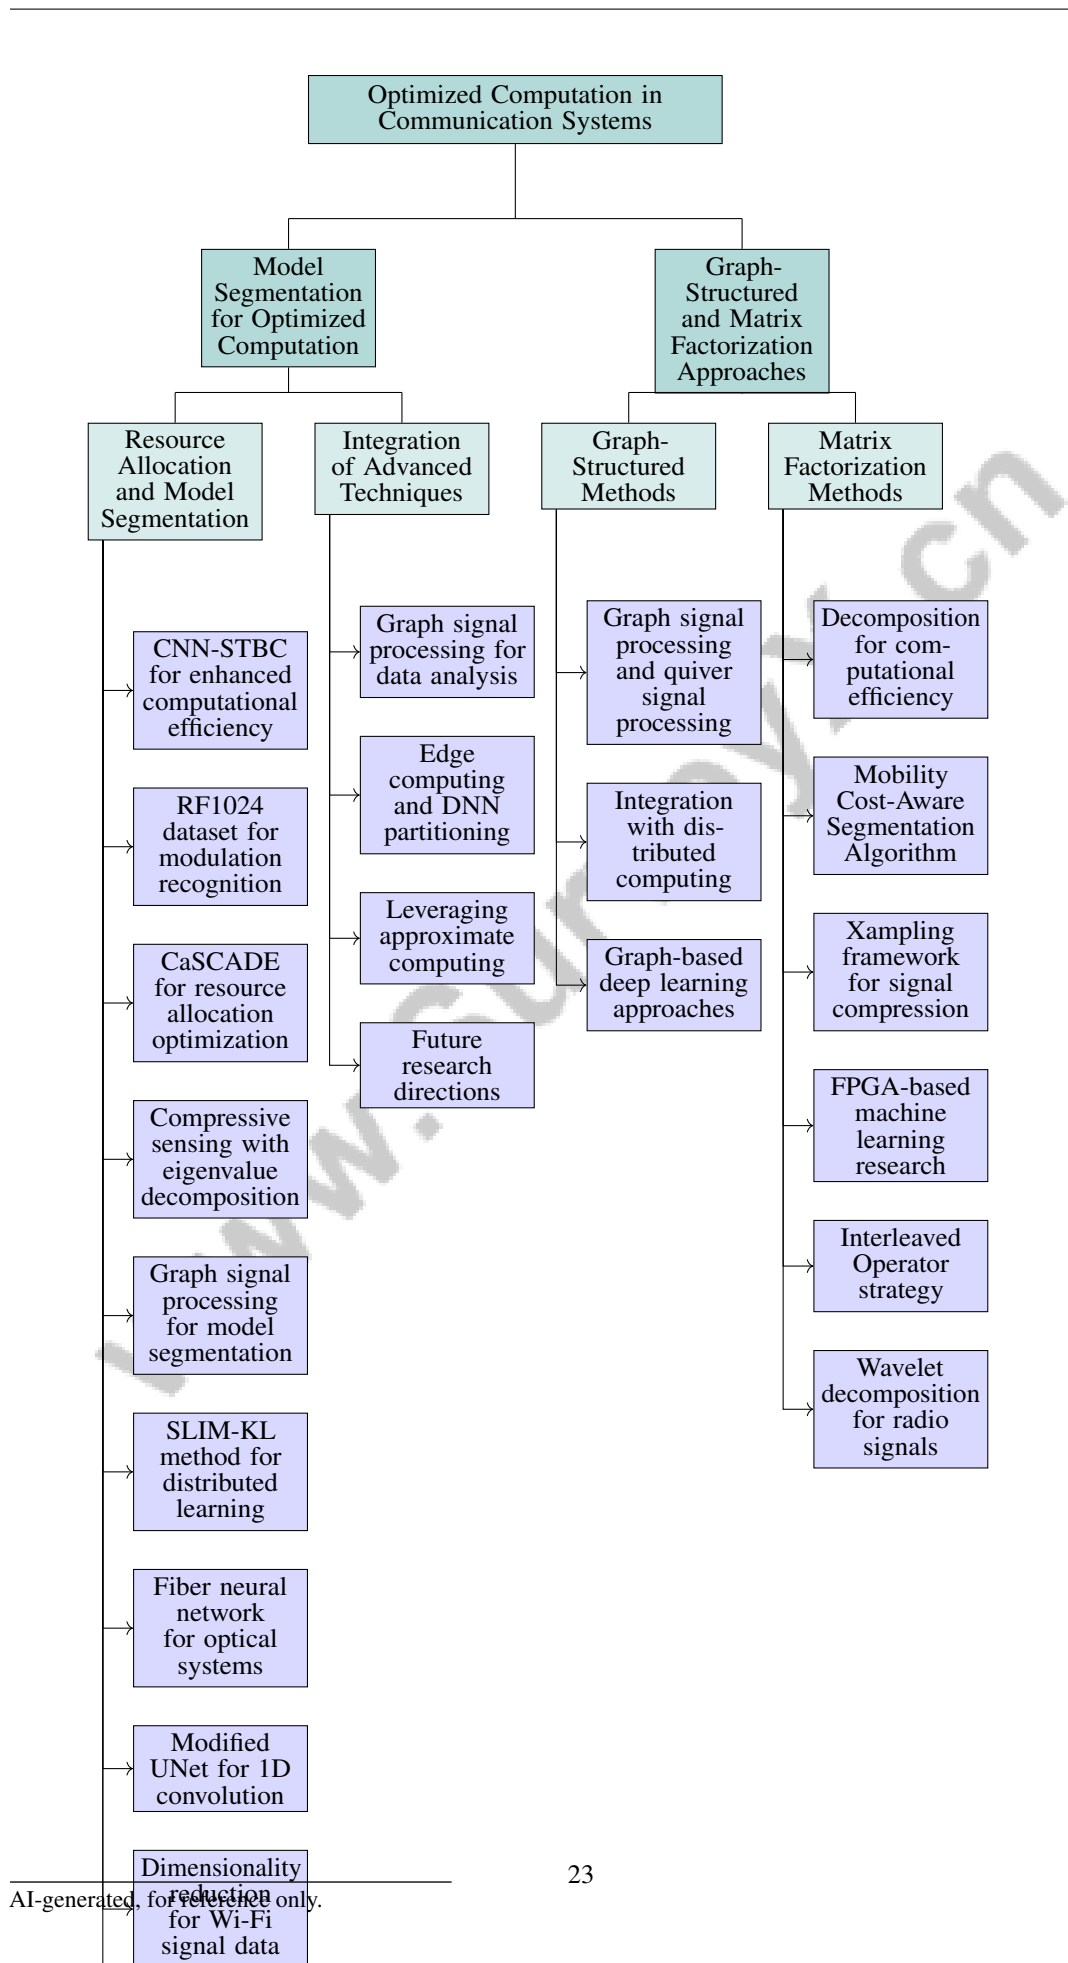 Optimized Computation in
Communication Systems
Model
Segmentation
for Optimized
Computation
Graph-
Structured
and Matrix
Factorization
Approaches
Resource
Allocation
and Model
Segmentation
Integration
of Advanced
Techniques
Graph-
Structured
Methods
Matrix
Factorization
Methods
CNN-STBC
for enhanced
computational
efficiency
RF1024
dataset for
modulation
recognition
CaSCADE
for resource
allocation
optimization
Compressive
sensing with
eigenvalue
decomposition
Graph signal
processing
for model
segmentation
SLIM-KL
method for
distributed
learning
Fiber neural
network
for optical
systems
Modified
UNet for 1D
convolution
Dimensionality
reduction
for Wi-Fi
signal data
Graph signal
processing for
data analysis
Edge
computing
and DNN
partitioning
Leveraging
approximate
computing
Future
research
directions
Graph signal
processing
and quiver
signal
processing
Integration
with dis-
tributed
computing
Graph-based
deep learning
approaches
Decomposition
for com-
putational
efficiency
Mobility
Cost-Aware
Segmentation
Algorithm
Xampling
framework
for signal
compression
FPGA-based
machine
learning
research
Interleaved
Operator
strategy
Wavelet
decomposition
for radio
signals
23
AI-generated, for reference only.
www.surveyx.cn